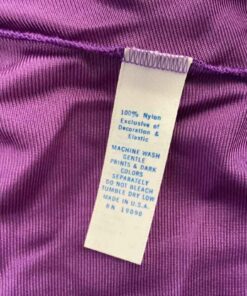 100% Nylon
Exclusive of
Decoration &
Elastic
MACHINE WASH
GENTLE
PRINTS & DARK
COLORS
SEPARATELY
DO NOT BLEACH
TUMBLE DRY LOW
MADE IN U.S.A.
RN 19090